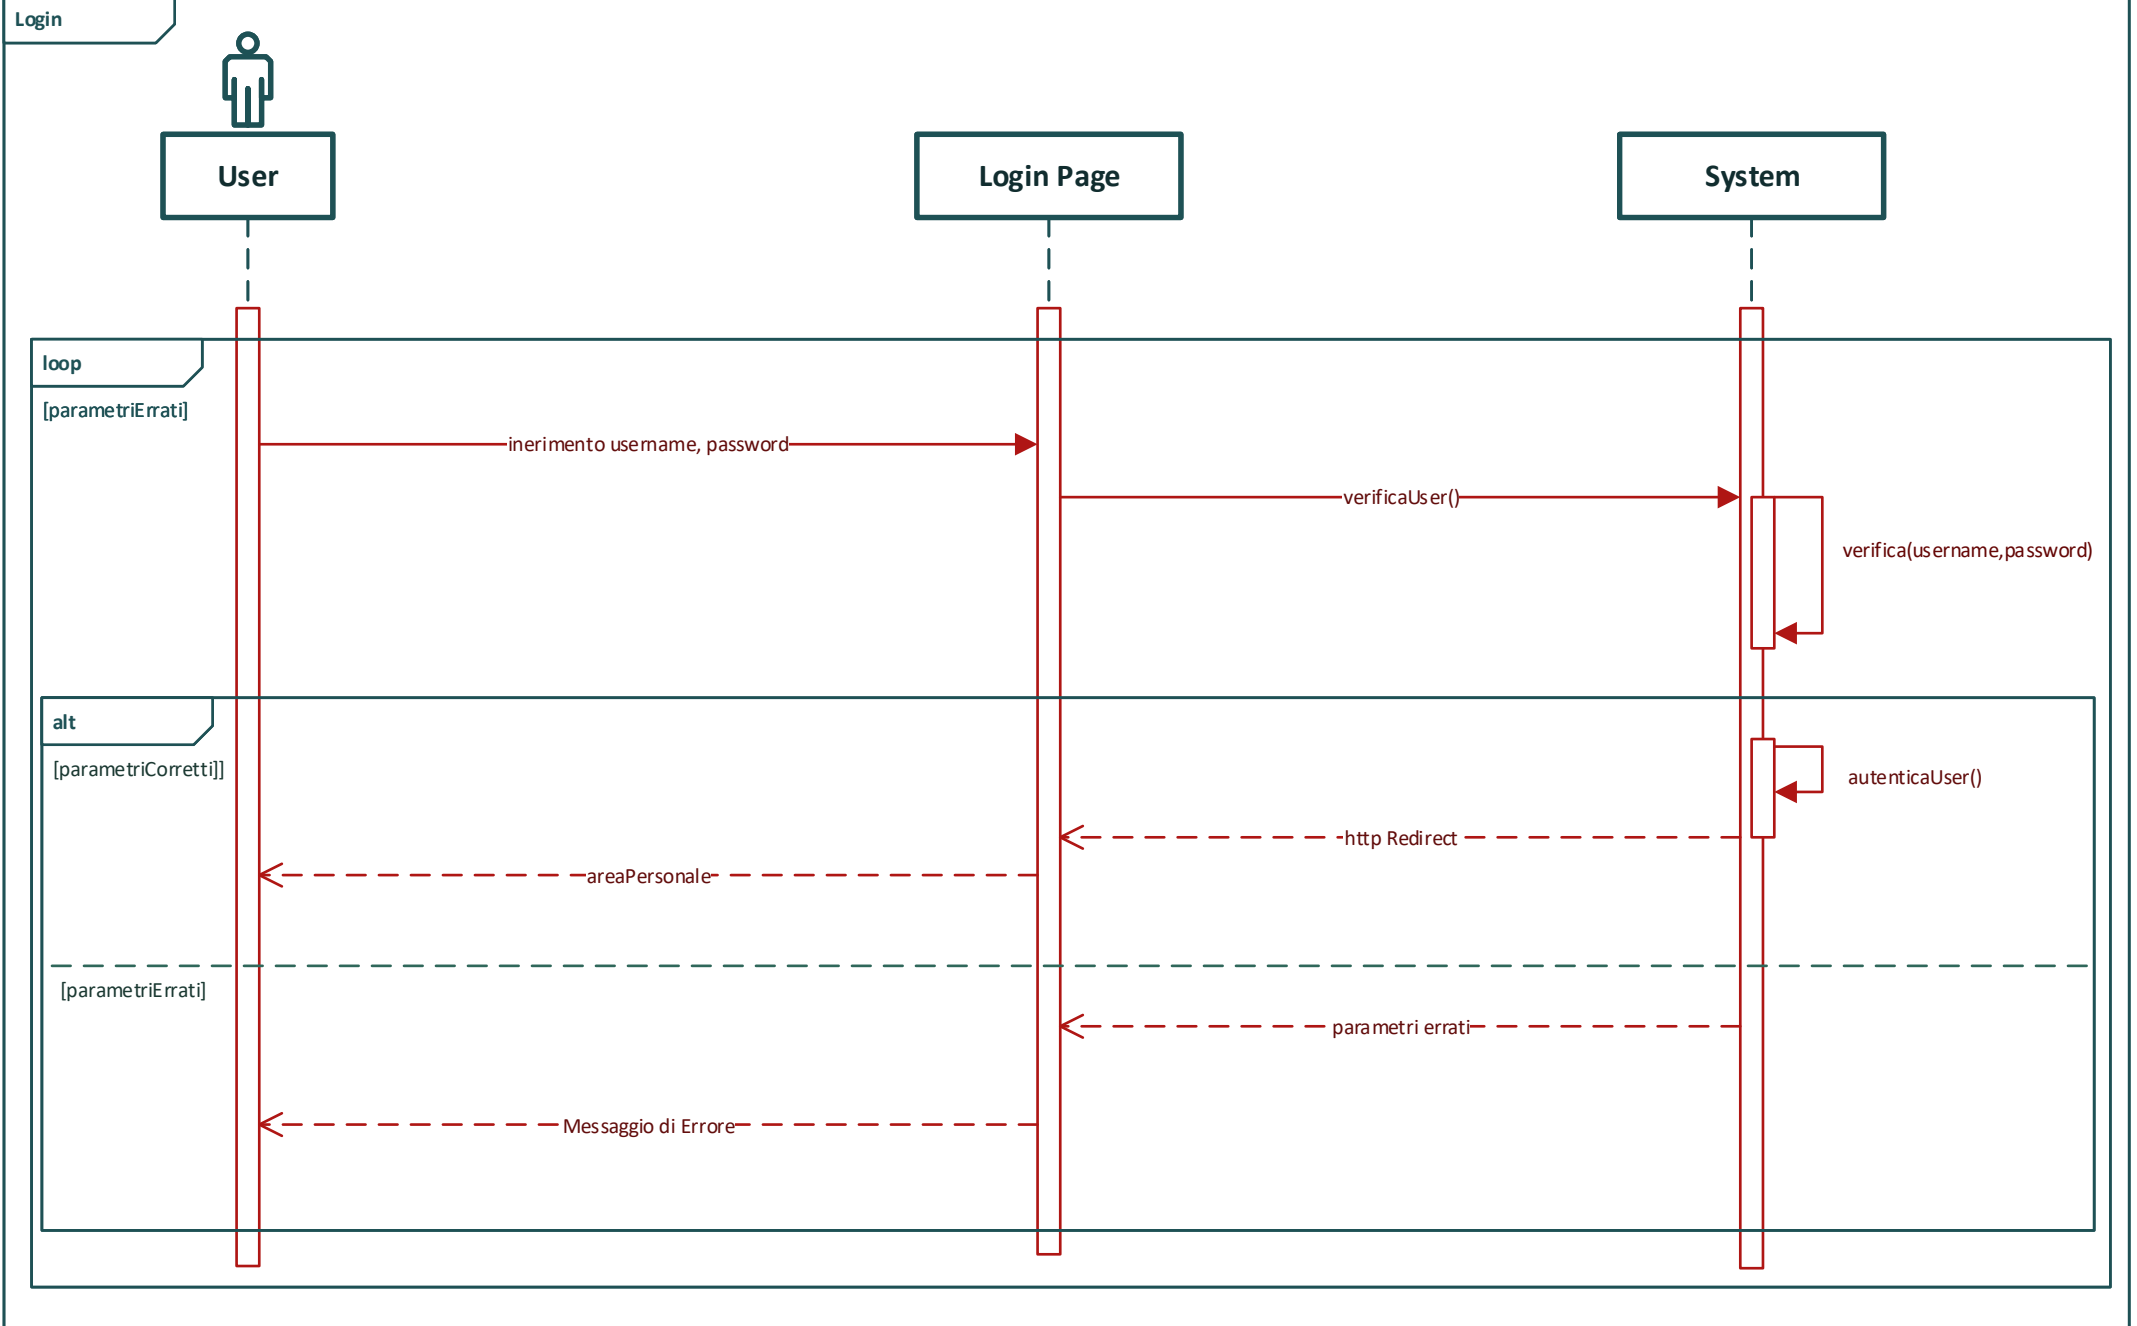 Login
User
Login Page
System
loop
[parametriErrati]
inerimento username, password
verificaUser()
verifica(username,password)
alt
[parametriCorretti]]
autenticaUser()
http Redirect
areaPersonale
[parametriErrati]
parametri errati
Messaggio di Errore